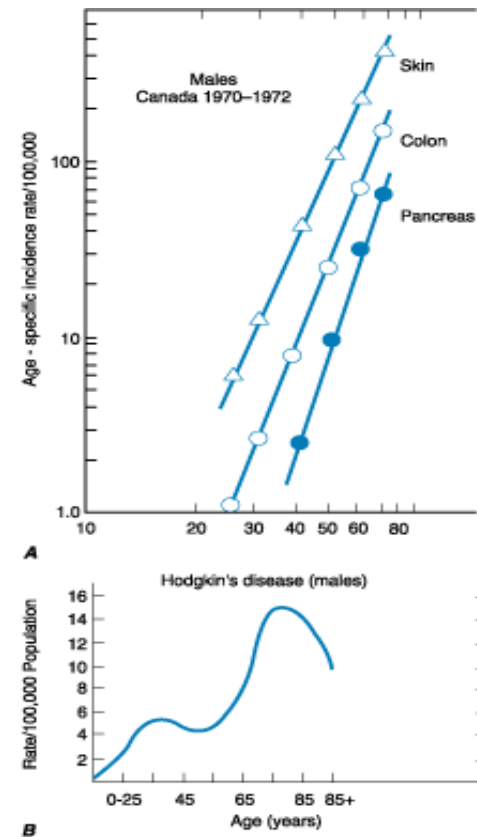 Males
Canada 1970–1972
Skin
Colon
Pancreas
Age - specific incidence rate/100,000
100
10
1.0
10 20 30 40 50 60 80
A
Hodgkin's disease (males)
Rate/100,000 Population
16
14
12
10
8
6
4
2
0-25 45 65 85 85+
Age (years)
B